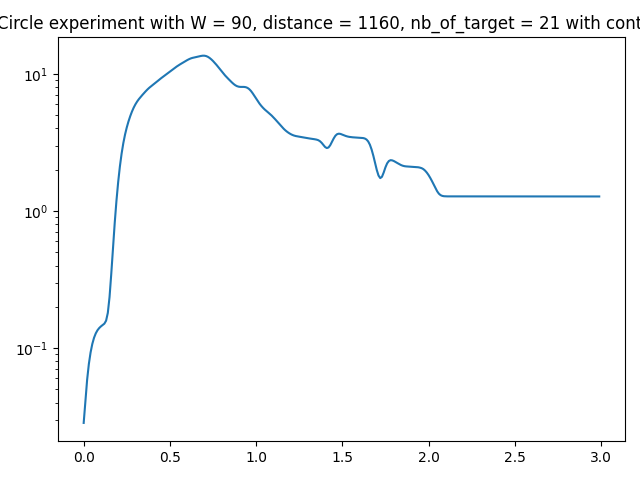 Circle experiment with W = 90, distance = 1160, nb_of_target = 21 with cont
10¹
10⁰
10⁻¹
0.0 0.5 1.0 1.5 2.0 2.5 3.0